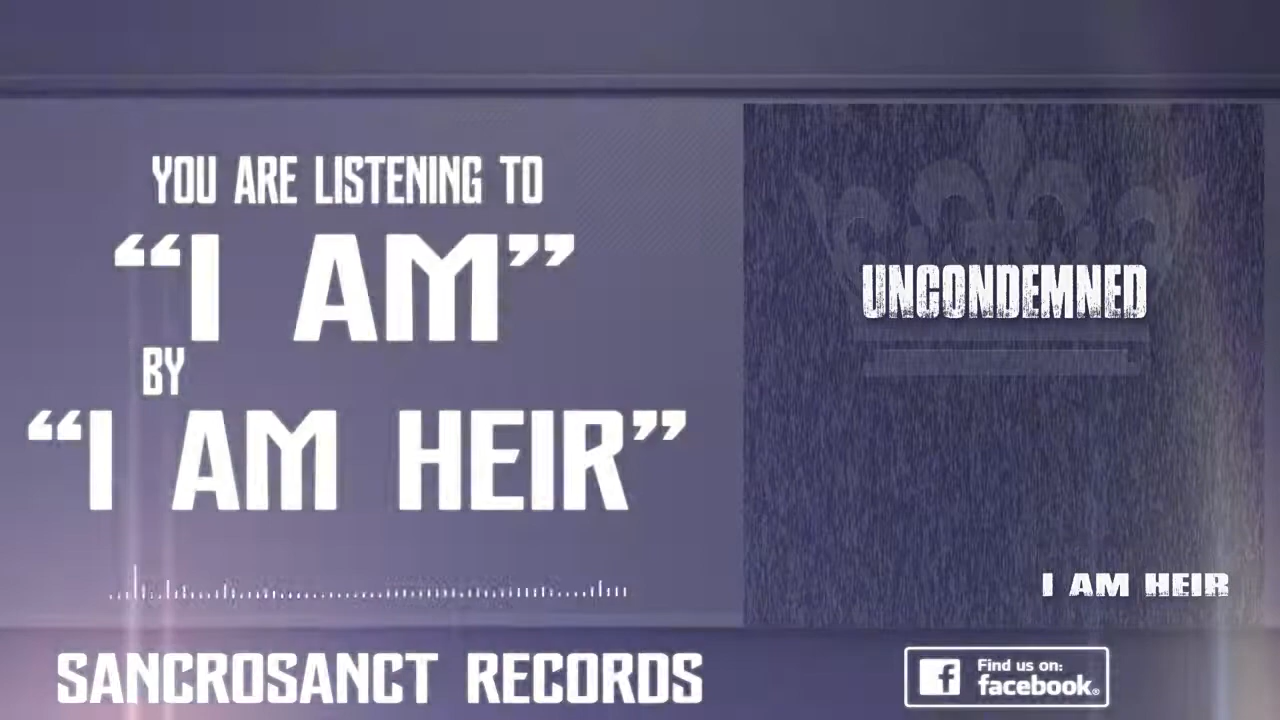 YOU ARE LISTENING TO
“I AM”
BY
“I AM HEIR”
UNCONDEMNED
I AM HEIR
SANCROSANCT RECORDS
Find us on:
facebook®